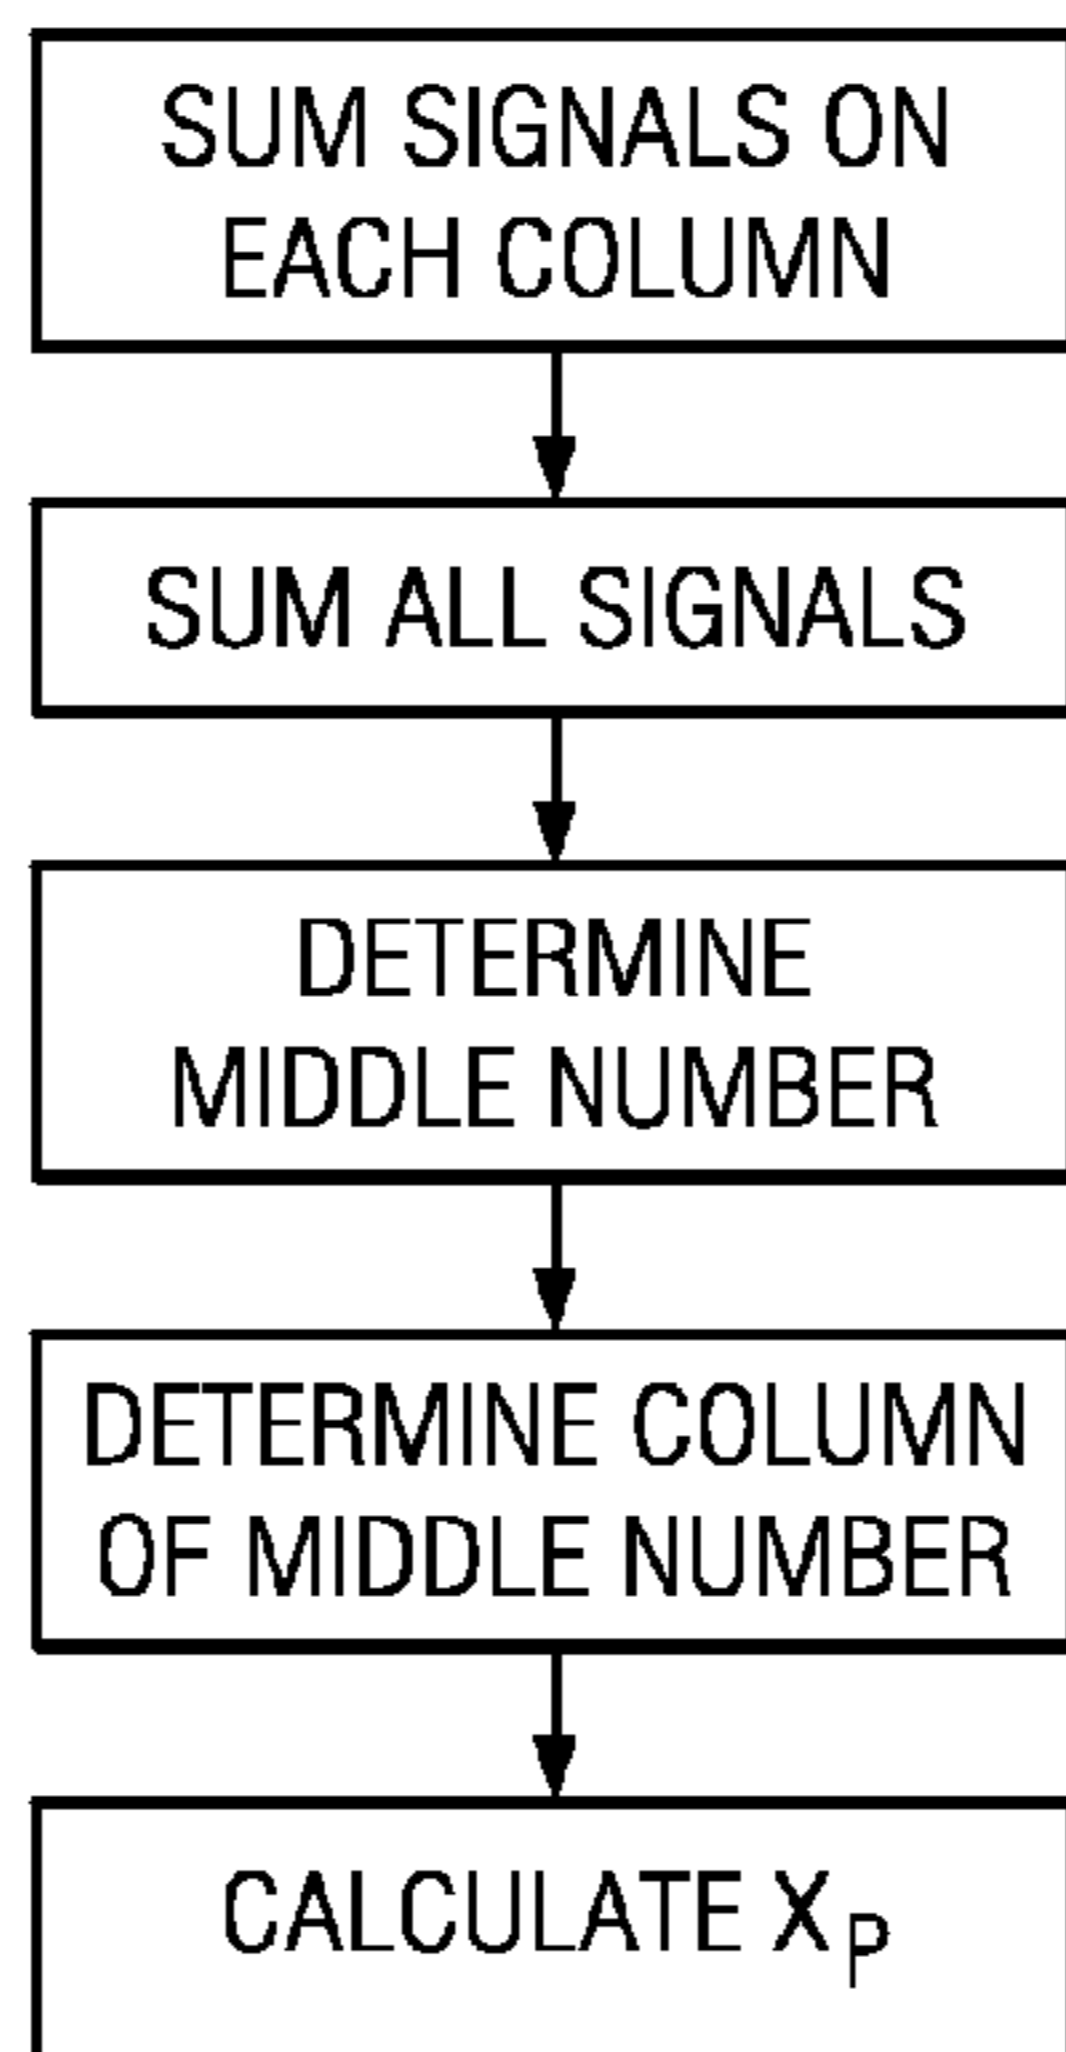 SUM SIGNALS ON
EACH COLUMN
SUM ALL SIGNALS
DETERMINE
MIDDLE NUMBER
DETERMINE COLUMN
OF MIDDLE NUMBER
CALCULATE XP